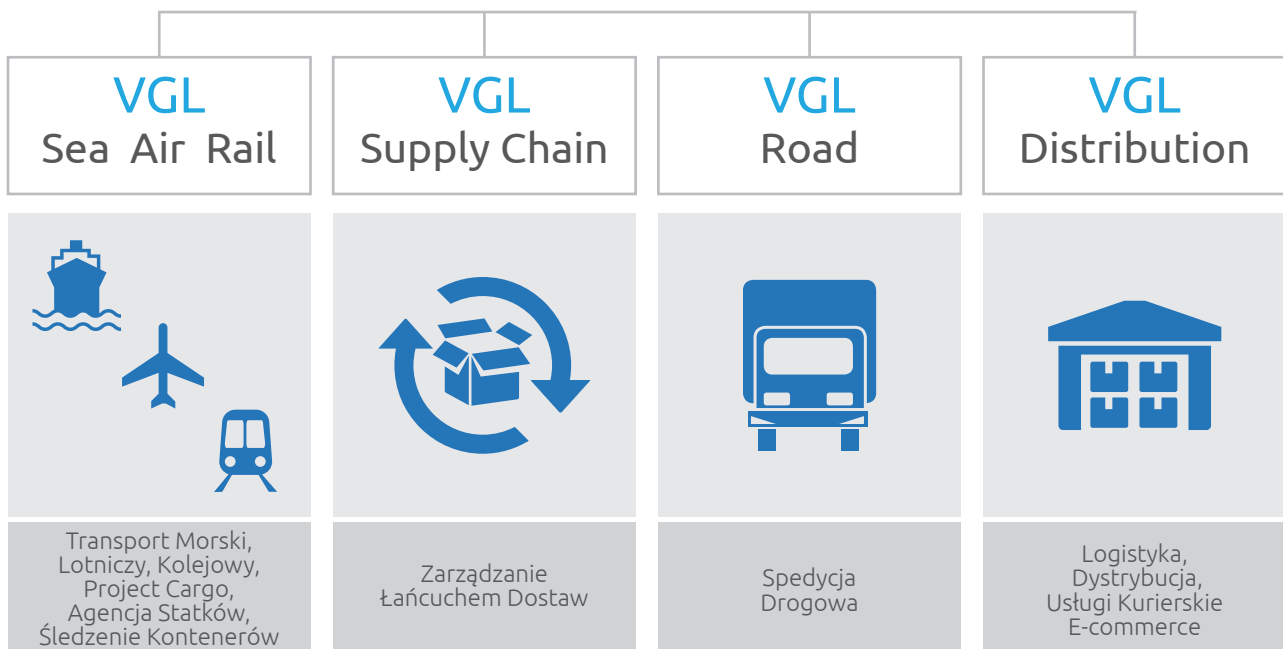 VGL
Sea Air Rail
VGL
Supply Chain
VGL
Road
VGL
Distribution
Transport Morski,
Lotniczy, Kolejowy,
Project Cargo,
Agencja Statków,
Śledzenie Kontenerów
Zarządzanie
Łańcuchem Dostaw
Spedycja
Drogowa
Logistyka,
Dystrybucja,
Usługi Kurierskie
E-commerce